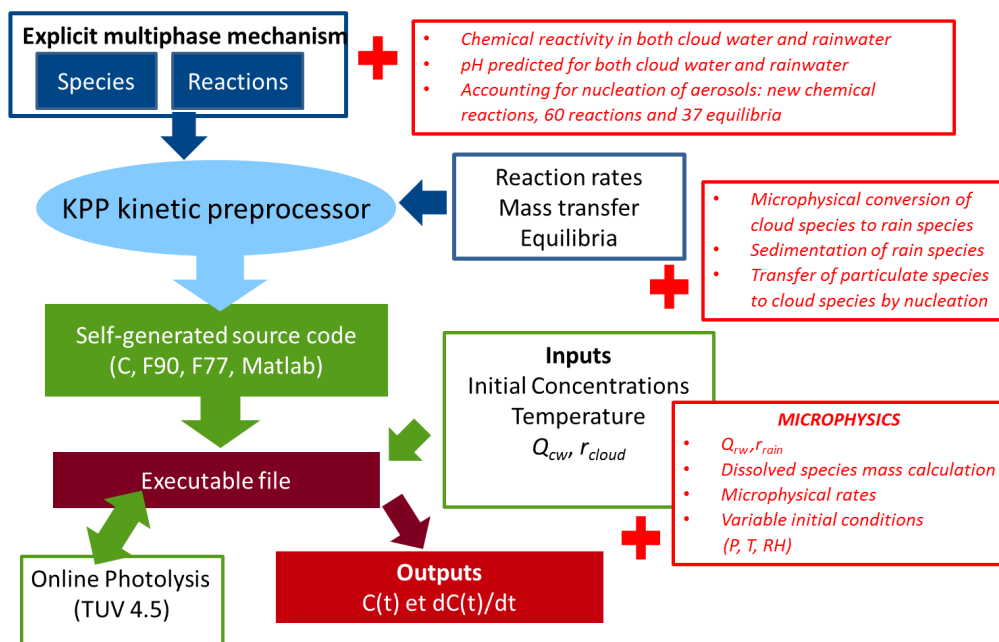 Explicit multiphase mechanism
Species
Reactions
• Chemical reactivity in both cloud water and rainwater
• pH predicted for both cloud water and rainwater
• Accounting for nucleation of aerosols: new chemical
reactions, 60 reactions and 37 equilibria
KPP kinetic preprocessor
Reaction rates
Mass transfer
Equilibria
• Microphysical conversion of
cloud species to rain species
• Sedimentation of rain species
• Transfer of particulate species
to cloud species by nucleation
Self-generated source code
(C, F90, F77, Matlab)
Inputs
Initial Concentrations
Temperature
Qcw, rcloud
MICROPHYSICS
• Qrw,rrain
• Dissolved species mass calculation
• Microphysical rates
• Variable initial conditions
(P, T, RH)
Executable file
Online Photolysis
(TUV 4.5)
Outputs
C(t) et dC(t)/dt